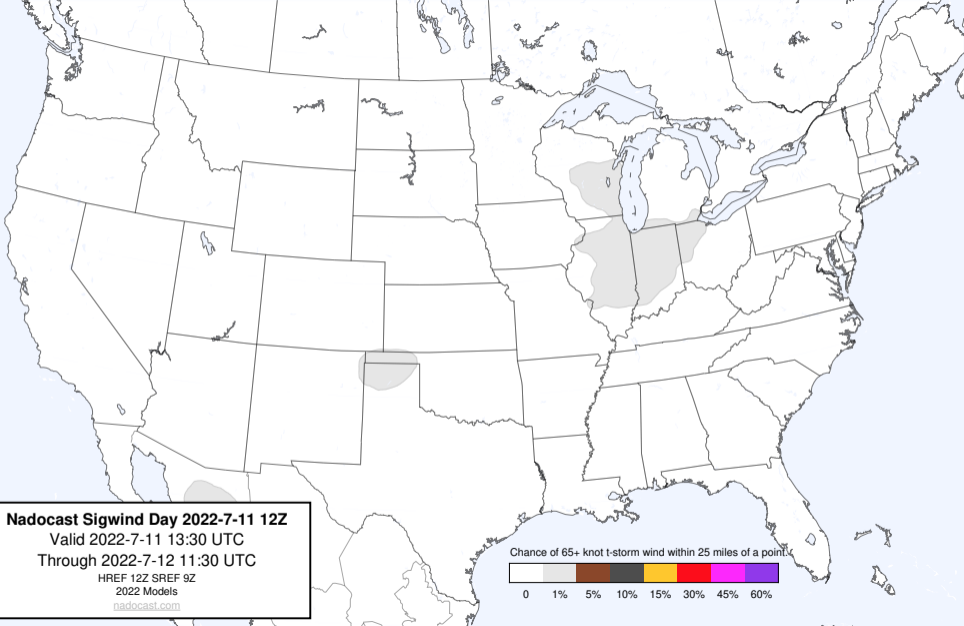 Nadocast Sigwind Day 2022-7-11 12Z
Valid 2022-7-11 13:30 UTC
Through 2022-7-12 11:30 UTC
HREF 12Z SREF 9Z
2022 Models
nadocast.com
Chance of 65+ knot t-storm wind within 25 miles of a point.
0 1% 5% 10% 15% 30% 45% 60%